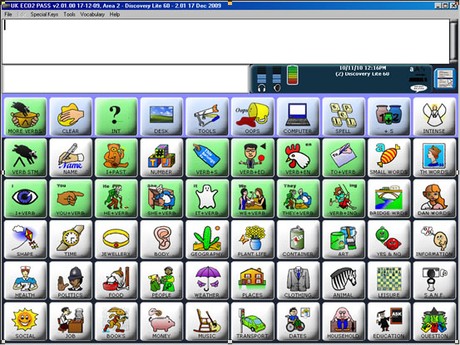 UK ECO2 PASS v2.01.00 17-12-09, Area 2 - Discovery Lite 60 - 2.01 17 Dec 2009
File Special Keys Tools Vocabulary Help
10/11/10 12:16PM
(2) Discovery Lite 60
MORE VERBS CLEAR INT DESK TOOLS OOPS COMPUTER SPELL + S INTENSE
VERB STM NAME I+PAST NUMBER VERB+S VERB+ED VERB+EN TO+VERB SMALL WORDS TH WORDS
I+VERB YOU+VERB HE+VERB SHE+VERB IT+VERB WE+VERB THEY+VERB VERB+ING BRIDGE WRDS DAN WORDS
SHAPE TIME JEWELLERY BODY GEOGRAPHY PLANT LIFE CONTAINER ART YES & NO INFORMATION
HEALTH POLITICS FOOD PEOPLE WEATHER PLACES CLOTHING ANIMAL LEISURE
SOCIAL JOB BOOKS MONEY MUSIC TRANSPORT DATES HOUSEHOLD EDUCATION QUESTION